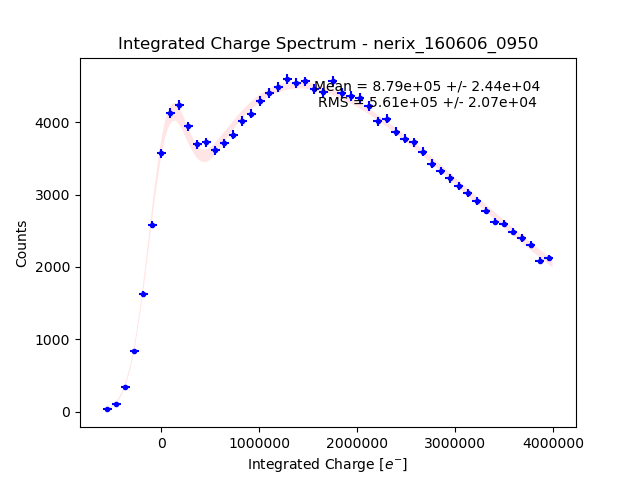 Integrated Charge Spectrum - nerix_160606_0950
Mean = 8.79e+05 +/- 2.44e+04
RMS = 5.61e+05 +/- 2.07e+04
Counts
4000
3000
2000
1000
0
0 1000000 2000000 3000000 4000000
Integrated Charge [e⁻]